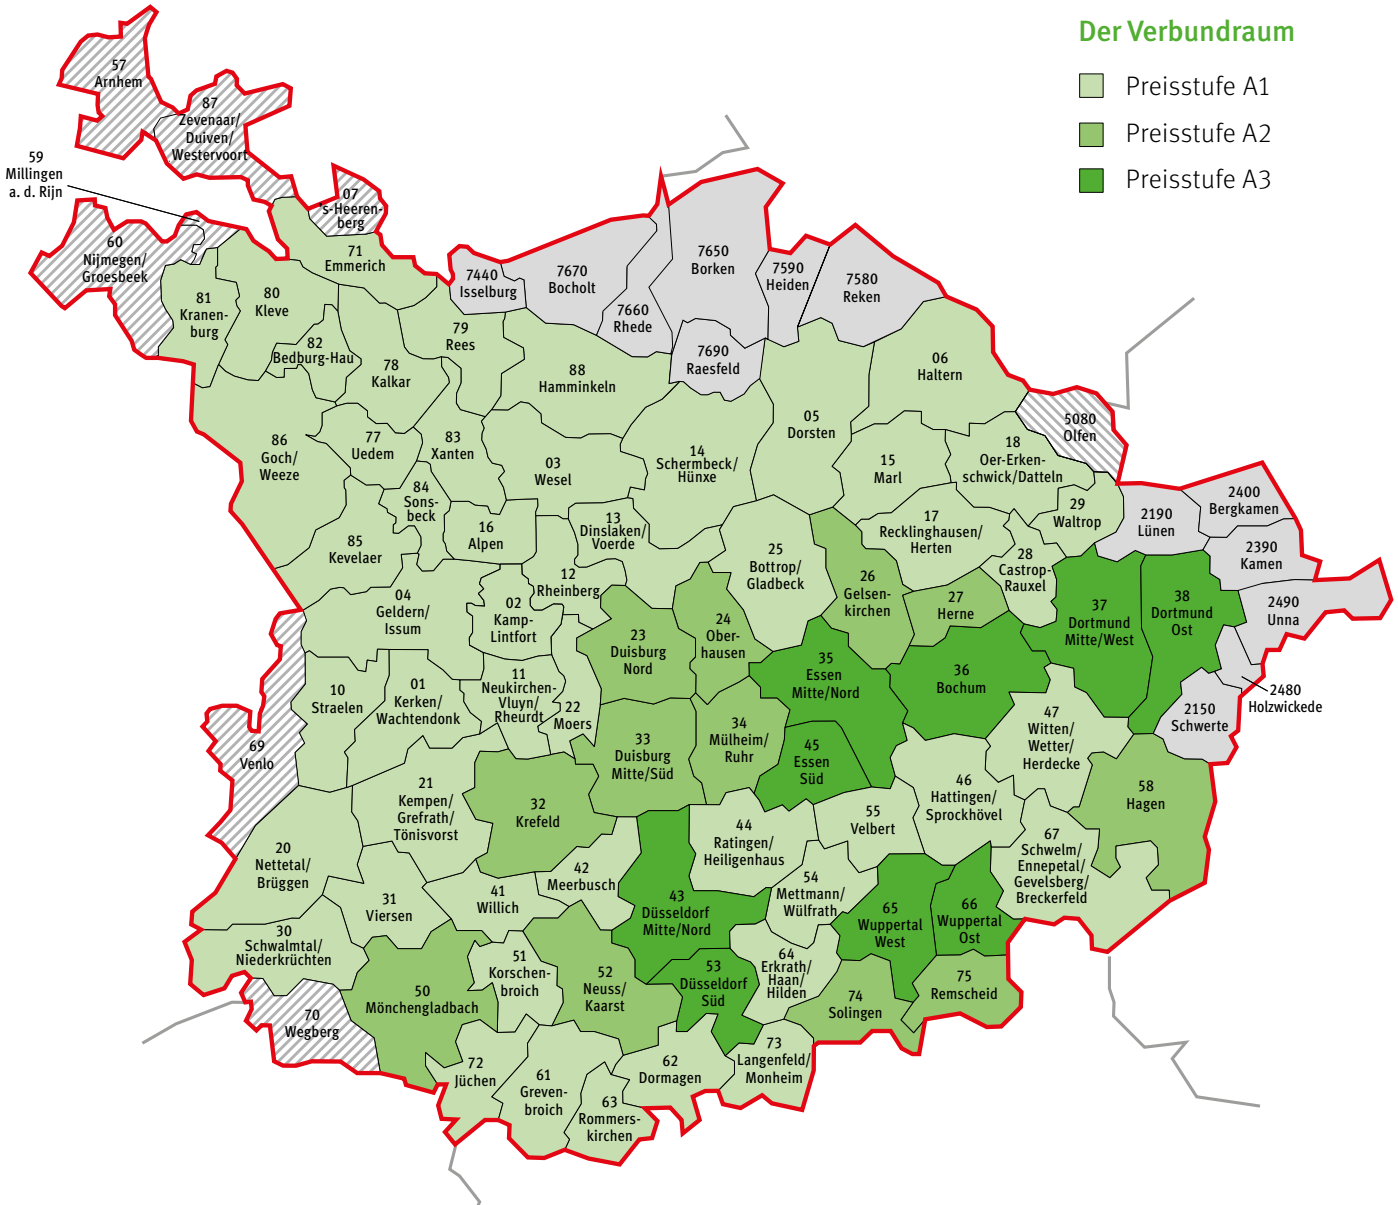 Der Verbundraum
Preisstufe A1
Preisstufe A2
Preisstufe A3
57
Arnhem
87
Zevenaar/
Duiven/
Westervoort
59
Millingen
a. d. Rijn
07
's-Heeren-
berg
60
Nijmegen/
Groesbeek
71
Emmerich
7440
Isselburg
7670
Bocholt
7660
Rhede
7650
Borken
7590
Heiden
7580
Reken
7690
Raesfeld
81
Kranen-
burg
80
Kleve
82
Bedburg-Hau
78
Kalkar
79
Rees
88
Hamminkeln
06
Haltern
05
Dorsten
5080
Olfen
86
Goch/
Weeze
77
Uedem
83
Xanten
03
Wesel
14
Schermbeck/
Hünxe
15
Marl
18
Oer-Erken-
schwick/Datteln
84
Sons-
beck
16
Alpen
13
Dinslaken/
Voerde
29
Waltrop
2190
Lünen
2400
Bergkamen
2390
Kamen
85
Kevelaer
25
Bottrop/
Gladbeck
17
Recklinghausen/
Herten
28
Castrop-
Rauxel
04
Geldern/
Issum
02
Kamp-
Lintfort
12
Rheinberg
26
Gelsen-
kirchen
27
Herne
37
Dortmund
Mitte/West
38
Dortmund
Ost
2490
Unna
23
Duisburg
Nord
24
Ober-
hausen
35
Essen
Mitte/Nord
36
Bochum
2480
Holzwickede
2150
Schwerte
10
Straelen
01
Kerken/
Wachtendonk
11
Neukirchen-
Vluyn/
Rheurdt
22
Moers
69
Venlo
33
Duisburg
Mitte/Süd
34
Mülheim/
Ruhr
45
Essen
Süd
47
Witten/
Wetter/
Herdecke
46
Hattingen/
Sprockhövel
58
Hagen
21
Kempen/
Grefrath/
Tönisvorst
32
Krefeld
44
Ratingen/
Heiligenhaus
55
Velbert
67
Schwelm/
Ennepetal/
Gevelsberg/
Breckerfeld
20
Nettetal/
Brüggen
31
Viersen
41
Willich
42
Meerbusch
43
Düsseldorf
Mitte/Nord
54
Mettmann/
Wülfrath
65
Wuppertal
West
66
Wuppertal
Ost
30
Schwalmtal/
Niederkrüchten
51
Korschen-
broich
52
Neuss/
Kaarst
53
Düsseldorf
Süd
64
Erkrath/
Haan/
Hilden
74
Solingen
75
Remscheid
50
Mönchengladbach
70
Wegberg
72
Jüchen
61
Greven-
broich
63
Rommers-
kirchen
62
Dormagen
73
Langenfeld/
Monheim